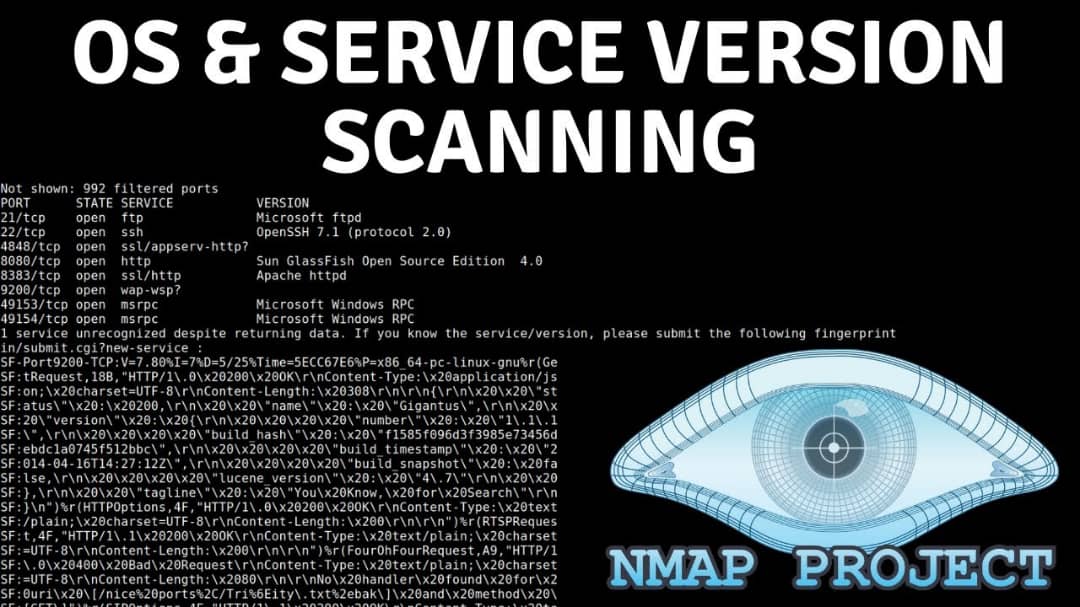 OS & SERVICE VERSION
SCANNING
Not shown: 992 filtered ports
PORT STATE SERVICE VERSION
21/tcp open ftp Microsoft ftpd
22/tcp open ssh OpenSSH 7.1 (protocol 2.0)
4848/tcp open ssl/appserv-http?
8080/tcp open http Sun GlassFish Open Source Edition 4.0
8383/tcp open ssl/http Apache httpd
9200/tcp open wap-wsp?
49153/tcp open msrpc Microsoft Windows RPC
49154/tcp open msrpc Microsoft Windows RPC
1 service unrecognized despite returning data. If you know the service/version, please submit the following fingerprint
in/submit.cgi?new-service :
SF-Port9200-TCP:V=7.80%I=7%D=5/25%Time=5ECC67E6%P=x86_64-pc-linux-gnu%r(Ge
SF:tRequest,18B,"HTTP/1\.0\x20200\x20OK\r\nContent-Type:\x20application/js
SF:on;\x20charset=UTF-8\r\nContent-Length:\x20308\r\n\r\n{\r\n\x20\x20\"st
SF:atus\"\x20:\x20200,\r\n\x20\x20\"name\"\x20:\x20\"Gigantus\",\r\n\x20\x
SF:20\"version\"\x20:\x20{\r\n\x20\x20\x20\x20\"number\"\x20:\x20\"1\.1\.1
SF:\",\r\n\x20\x20\x20\x20\"build_hash\"\x20:\x20\"f1585f096d3f3985e73456d
SF:ebdc1a0745f512bbc\",\r\n\x20\x20\x20\x20\"build_timestamp\"\x20:\x20\"2
SF:014-04-16T14:27:12Z\",\r\n\x20\x20\x20\x20\"build_snapshot\"\x20:\x20fa
SF:lse,\r\n\x20\x20\x20\x20\"lucene_version\"\x20:\x20\"4\.7\"\r\n\x20\x20
SF:},\r\n\x20\x20\"tagline\"\x20:\x20\"You\x20Know,\x20for\x20Search\"\r\n
SF:}\n")%r(HTTPOptions,4F,"HTTP/1\.0\x20200\x20OK\r\nContent-Type:\x20text
SF:/plain;\x20charset=UTF-8\r\nContent-Length:\x200\r\n\r\n")%r(RTSPReques
SF:t,4F,"HTTP/1\.1\x20200\x20OK\r\nContent-Type:\x20text/plain;\x20charset
SF:=UTF-8\r\nContent-Length:\x200\r\n\r\n")%r(FourOhFourRequest,A9,"HTTP/1
SF:\.0\x20400\x20Bad\x20Request\r\nContent-Type:\x20text/plain;\x20charset
SF:=UTF-8\r\nContent-Length:\x2080\r\n\r\nNo\x20handler\x20found\x20for\x2
SF:0uri\x20\[/nice%20ports%2C/Tri%6Eity\.txt%2ebak\]\x20and\x20method\x20\
NMAP PROJECT